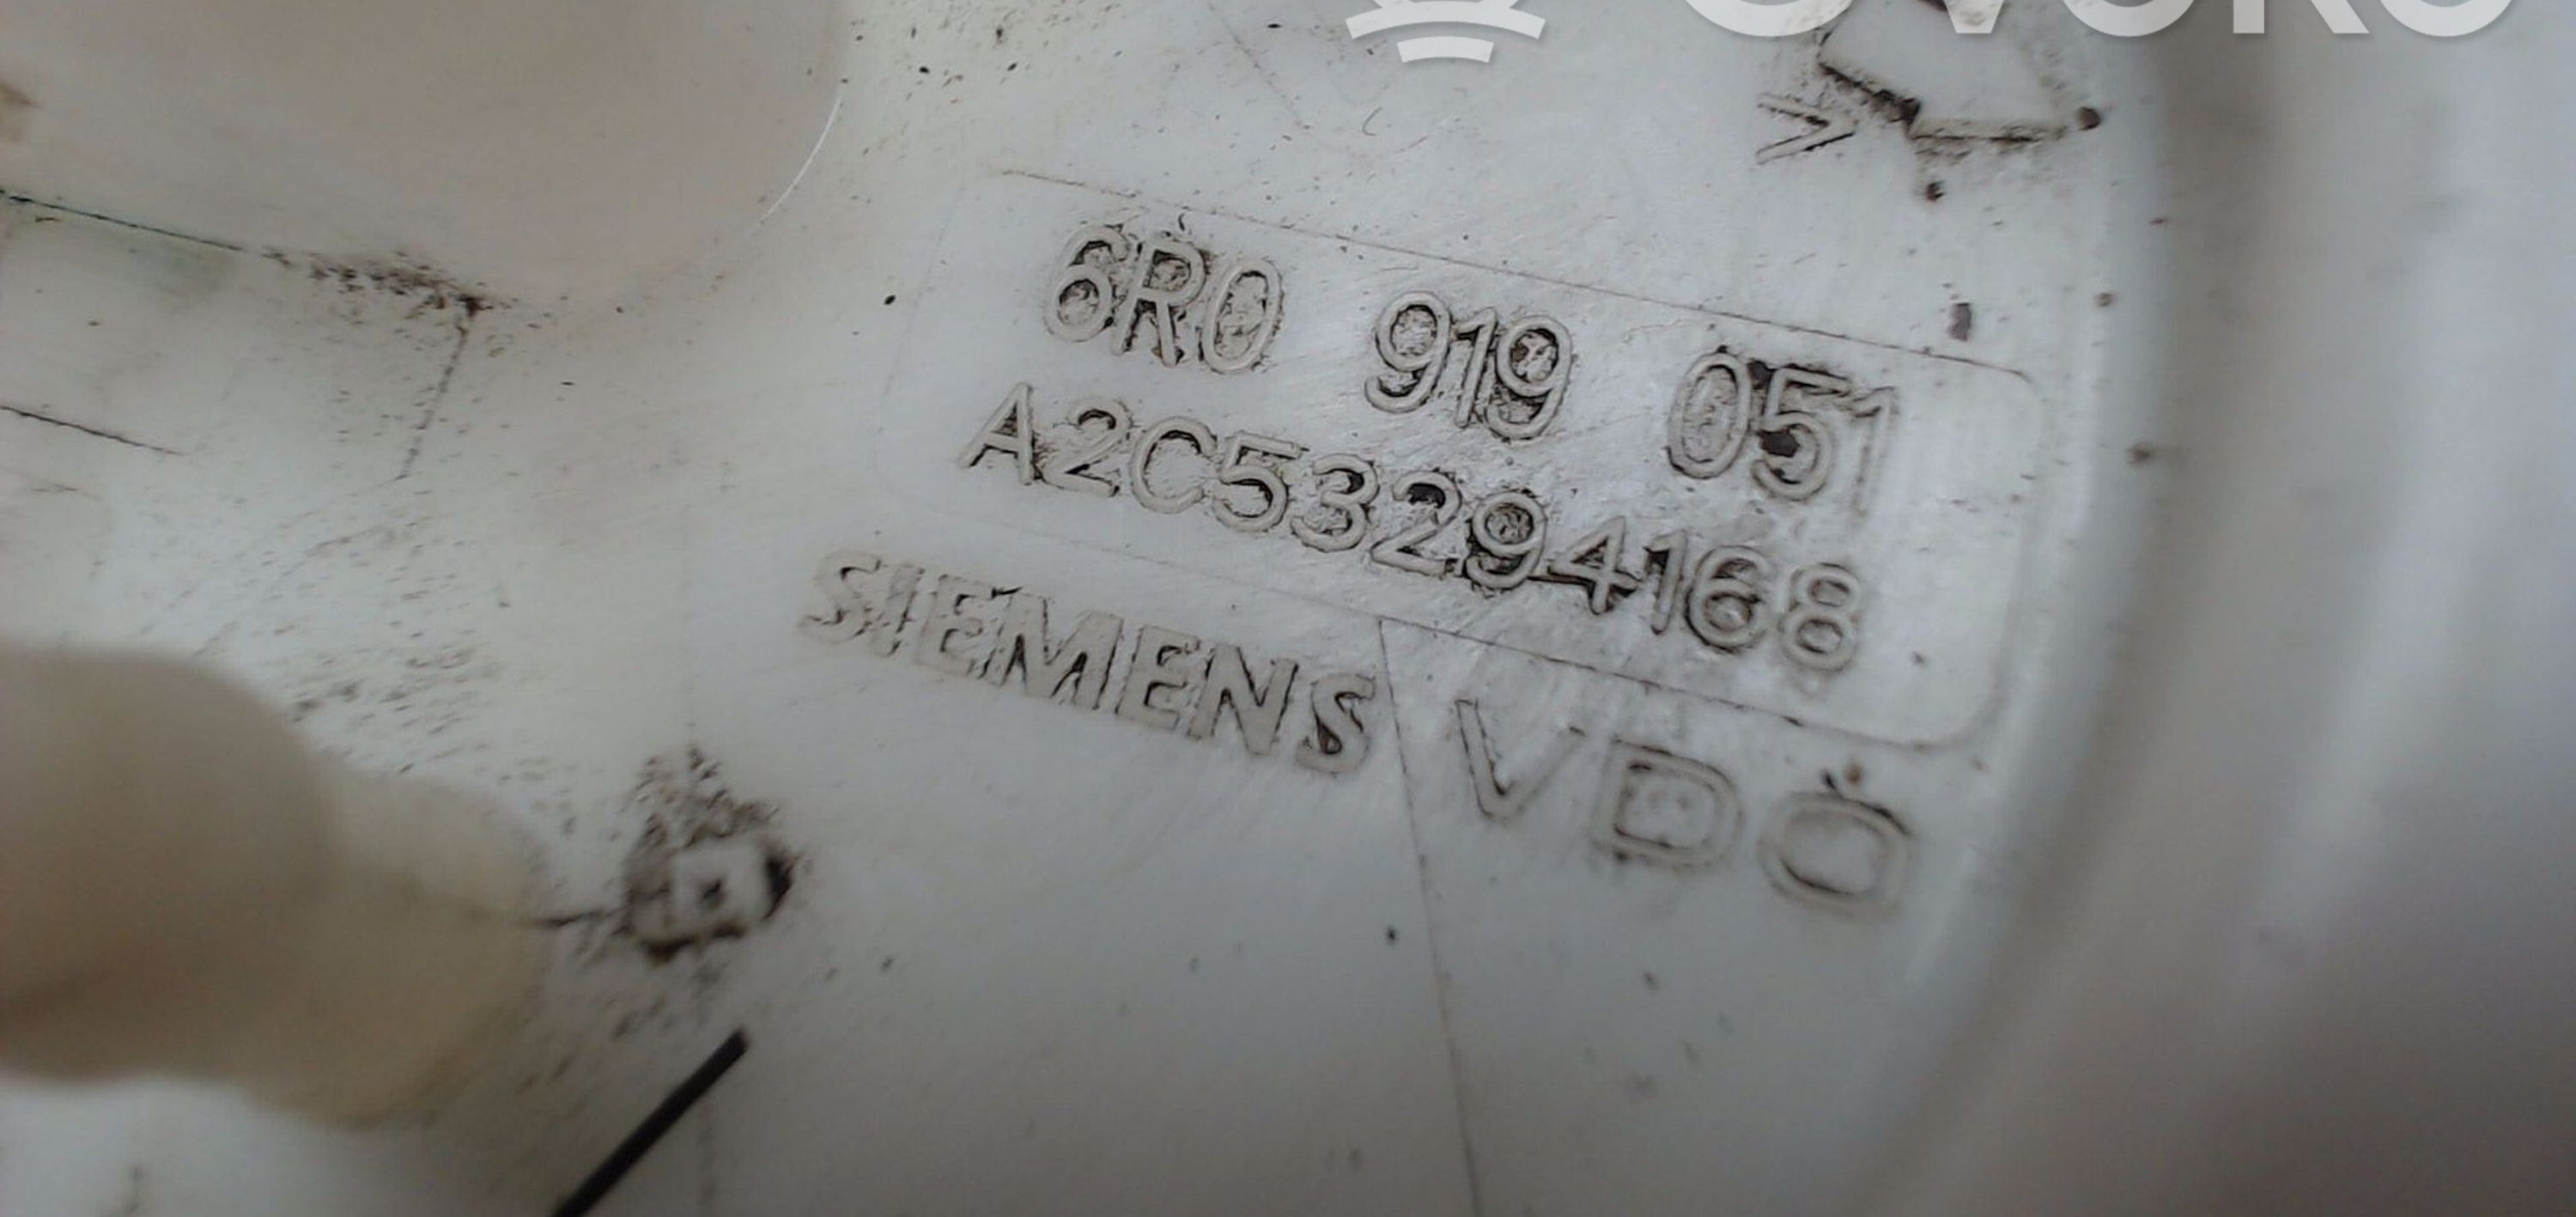 >
6R0 919 051
A2C53294168
SIEMENS VDO